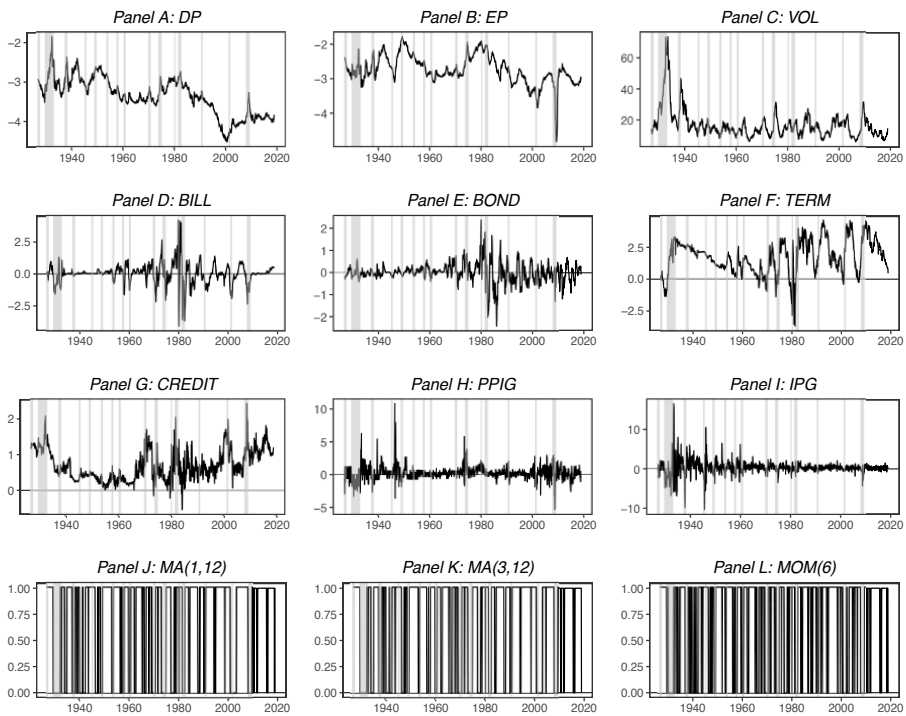 Panel A: DP
Panel B: EP
Panel C: VOL
−2
−3
−4
1940 1960 1980 2000 2020
−2
−3
−4
1940 1960 1980 2000 2020
60
40
20
1940 1960 1980 2000 2020
Panel D: BILL
Panel E: BOND
Panel F: TERM
2.5
0.0
−2.5
1940 1960 1980 2000 2020
2
1
0
−1
−2
1940 1960 1980 2000 2020
2.5
0.0
−2.5
1940 1960 1980 2000 2020
Panel G: CREDIT
Panel H: PPIG
Panel I: IPG
2
1
0
1940 1960 1980 2000 2020
10
5
0
−5
1940 1960 1980 2000 2020
10
0
−10
1940 1960 1980 2000 2020
Panel J: MA(1,12)
Panel K: MA(3,12)
Panel L: MOM(6)
1.00
0.75
0.50
0.25
0.00
1940 1960 1980 2000 2020
1.00
0.75
0.50
0.25
0.00
1940 1960 1980 2000 2020
1.00
0.75
0.50
0.25
0.00
1940 1960 1980 2000 2020